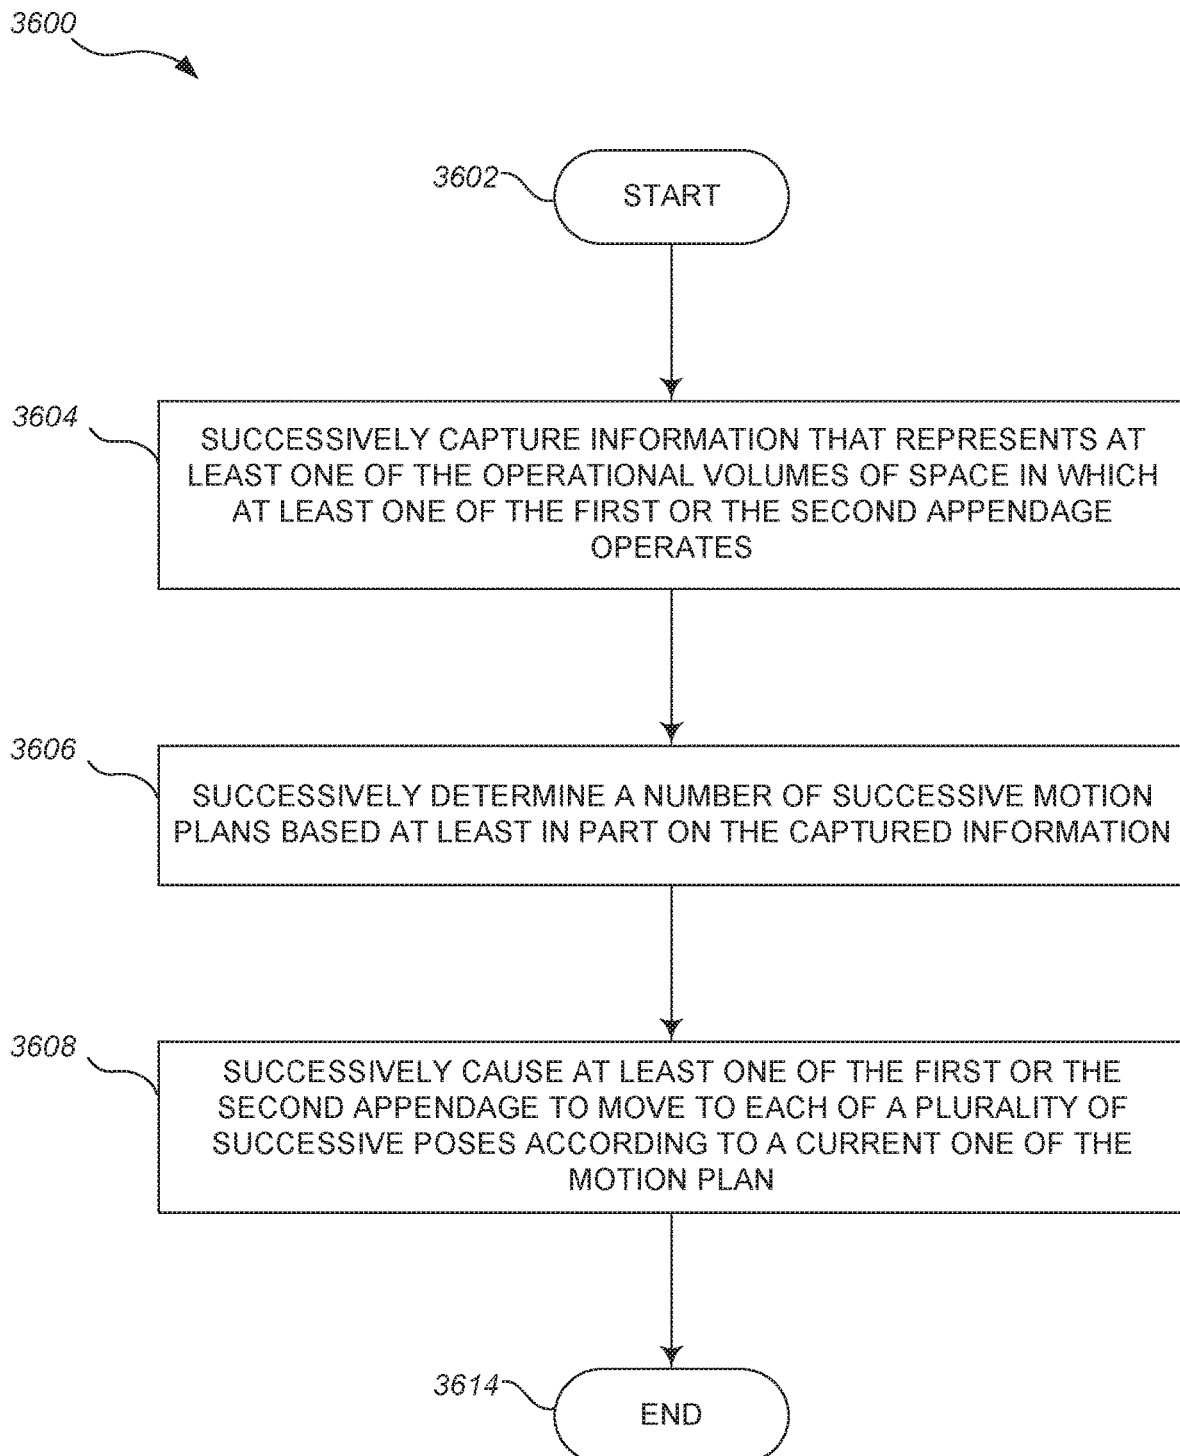 3600
3602
START
3604
SUCCESSIVELY CAPTURE INFORMATION THAT REPRESENTS AT
LEAST ONE OF THE OPERATIONAL VOLUMES OF SPACE IN WHICH
AT LEAST ONE OF THE FIRST OR THE SECOND APPENDAGE
OPERATES
3606
SUCCESSIVELY DETERMINE A NUMBER OF SUCCESSIVE MOTION
PLANS BASED AT LEAST IN PART ON THE CAPTURED INFORMATION
3608
SUCCESSIVELY CAUSE AT LEAST ONE OF THE FIRST OR THE
SECOND APPENDAGE TO MOVE TO EACH OF A PLURALITY OF
SUCCESSIVE POSES ACCORDING TO A CURRENT ONE OF THE
MOTION PLAN
3614
END